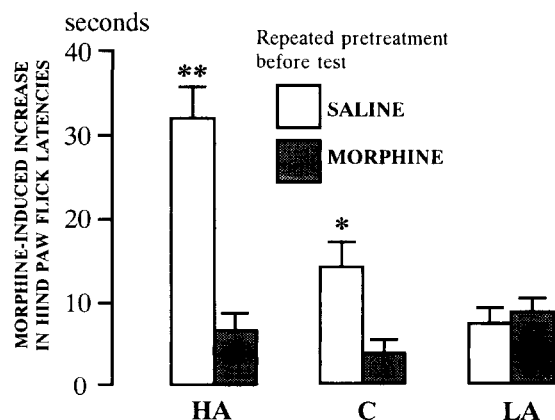 seconds
MORPHINE-INDUCED INCREASE
IN HIND PAW FLICK LATENCIES
40
30
20
10
0
**
*
Repeated pretreatment
before test
SALINE
MORPHINE
HA
C
LA